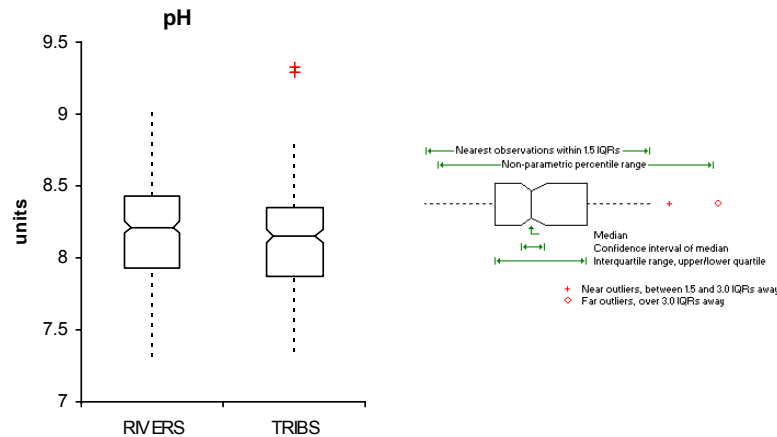 pH
9.5
9
8.5
8
7.5
7
units
RIVERS
TRIBS
Nearest observations within 1.5 IQRs
Non-parametric percentile range
Median
Confidence interval of median
Interquartile range, upper/lower quartile
Near outliers, between 1.5 and 3.0 IQRs away
Far outliers, over 3.0 IQRs away